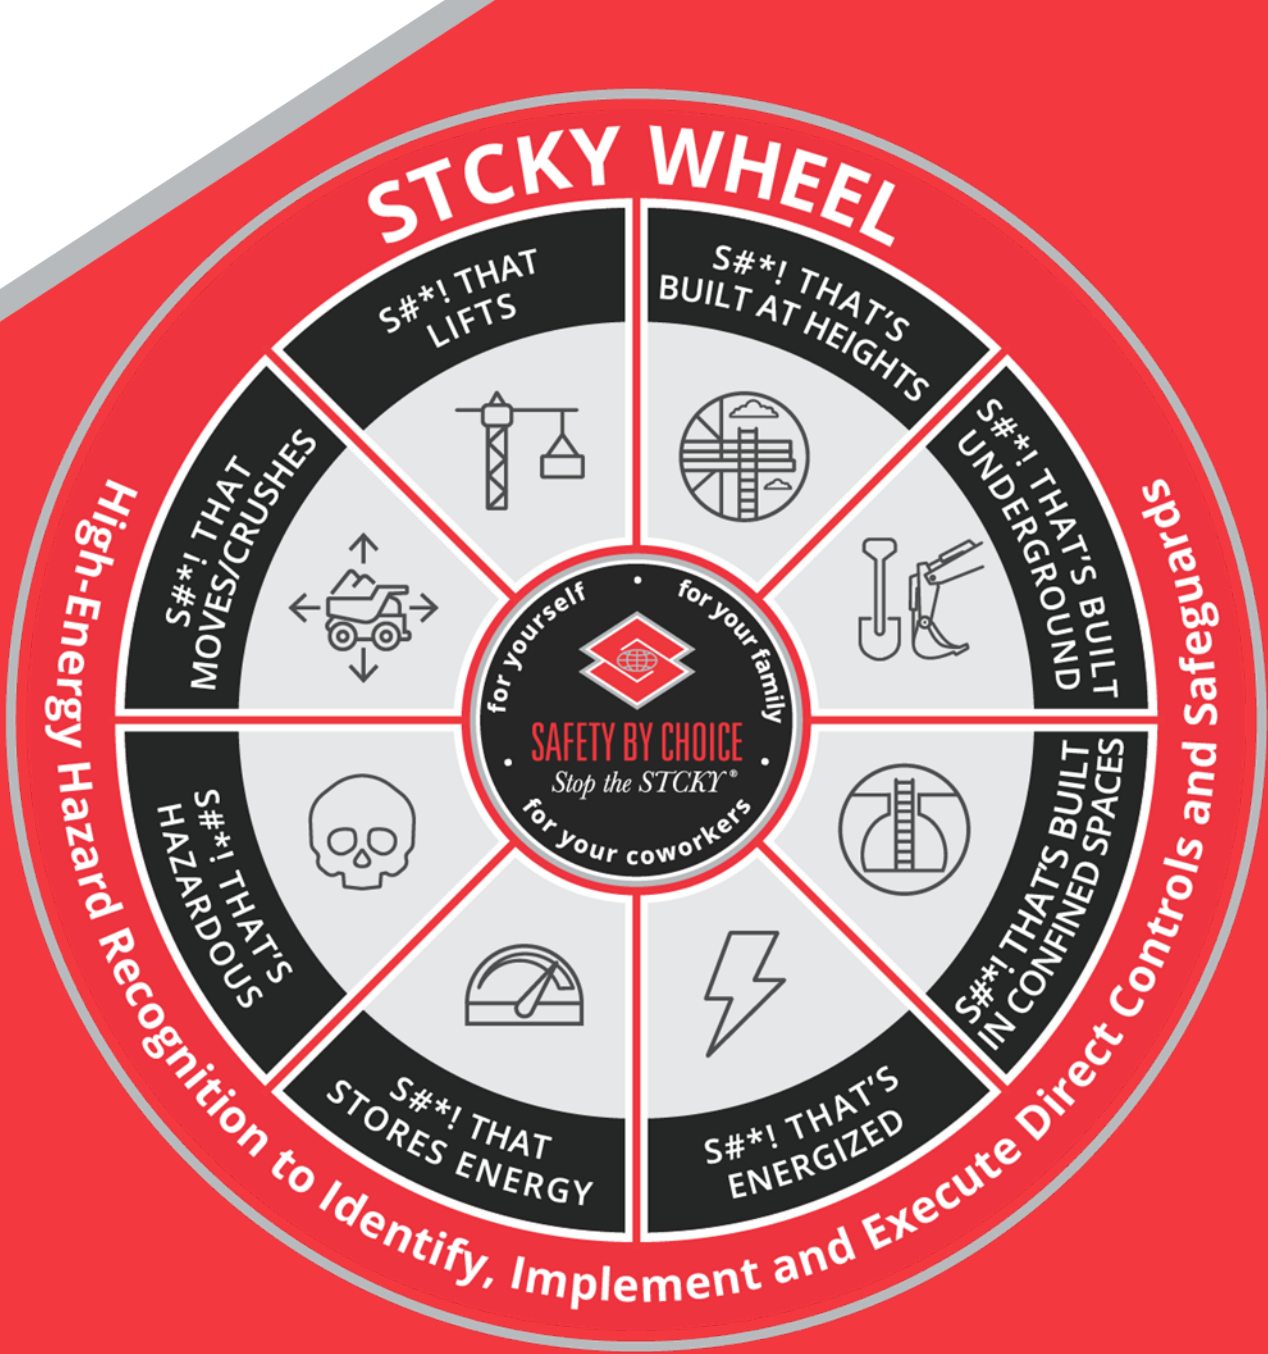 STCKY WHEEL
S#*! THAT
LIFTS
S#*! THAT'S
BUILT AT HEIGHTS
S#*! THAT'S BUILT
UNDERGROUND
S#*! THAT'S BUILT
IN CONFINED SPACES
S#*! THAT'S
ENERGIZED
S#*! THAT
STORES ENERGY
S#*! THAT'S
HAZARDOUS
S#*! THAT
MOVES/CRUSHES
for yourself
for your family
SAFETY BY CHOICE
Stop the STCKY®
for your coworkers
High-Energy Hazard Recognition to Identify, Implement and Execute Direct Controls and Safeguards